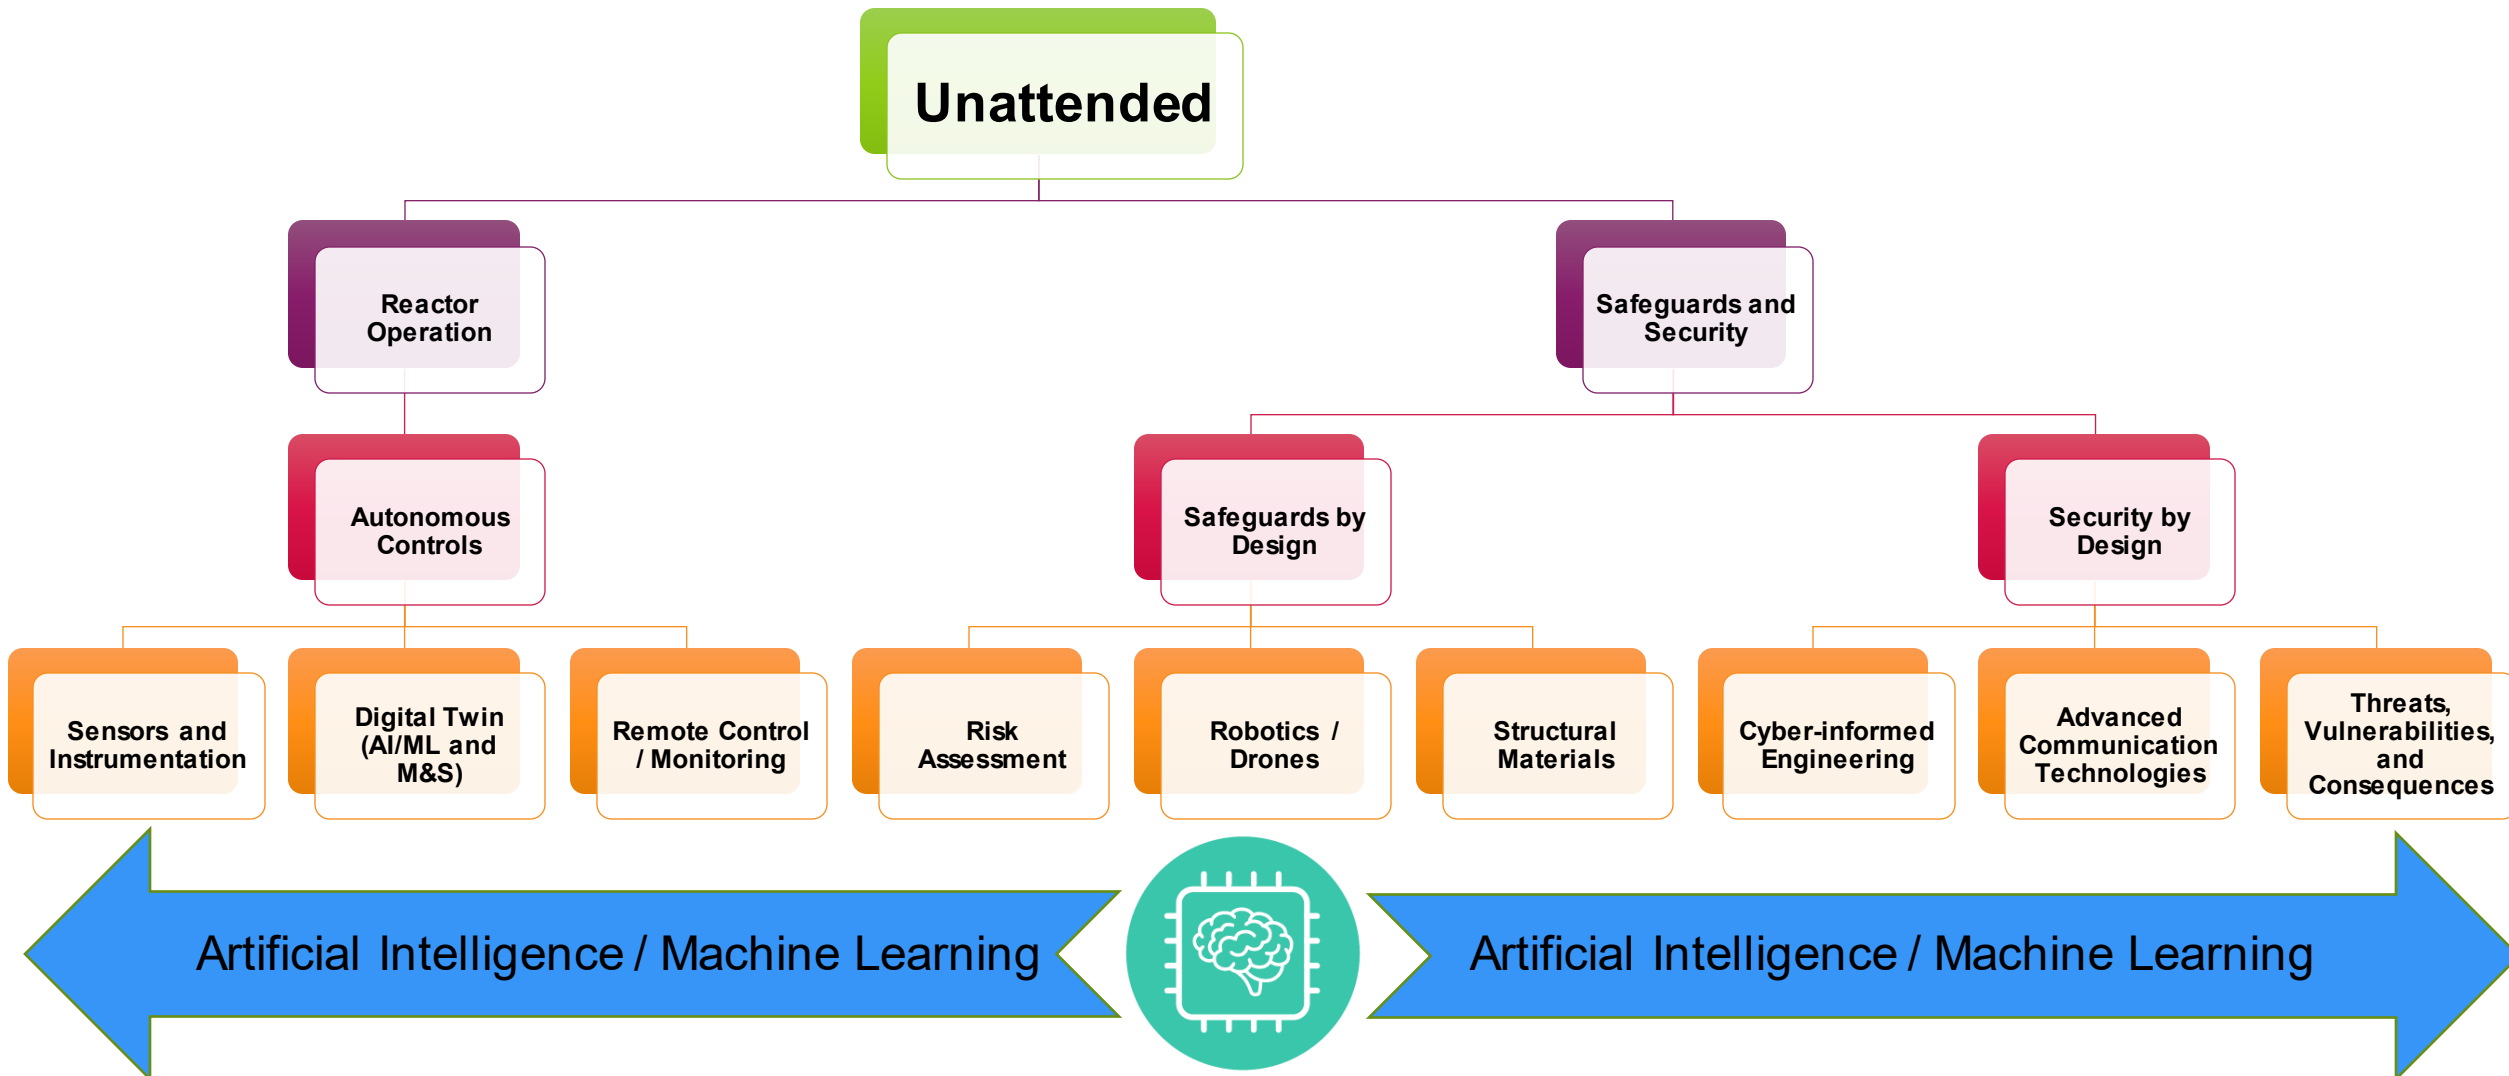 Unattended
Reactor
Operation
Safeguards and
Security
Autonomous
Controls
Safeguards by
Design
Security by
Design
Sensors and
Instrumentation
Digital Twin
(AI/ML and
M&S)
Remote Control
/ Monitoring
Risk
Assessment
Robotics /
Drones
Structural
Materials
Cyber-informed
Engineering
Advanced
Communication
Technologies
Threats,
Vulnerabilities,
and
Consequences
Artificial Intelligence / Machine Learning
Artificial Intelligence / Machine Learning